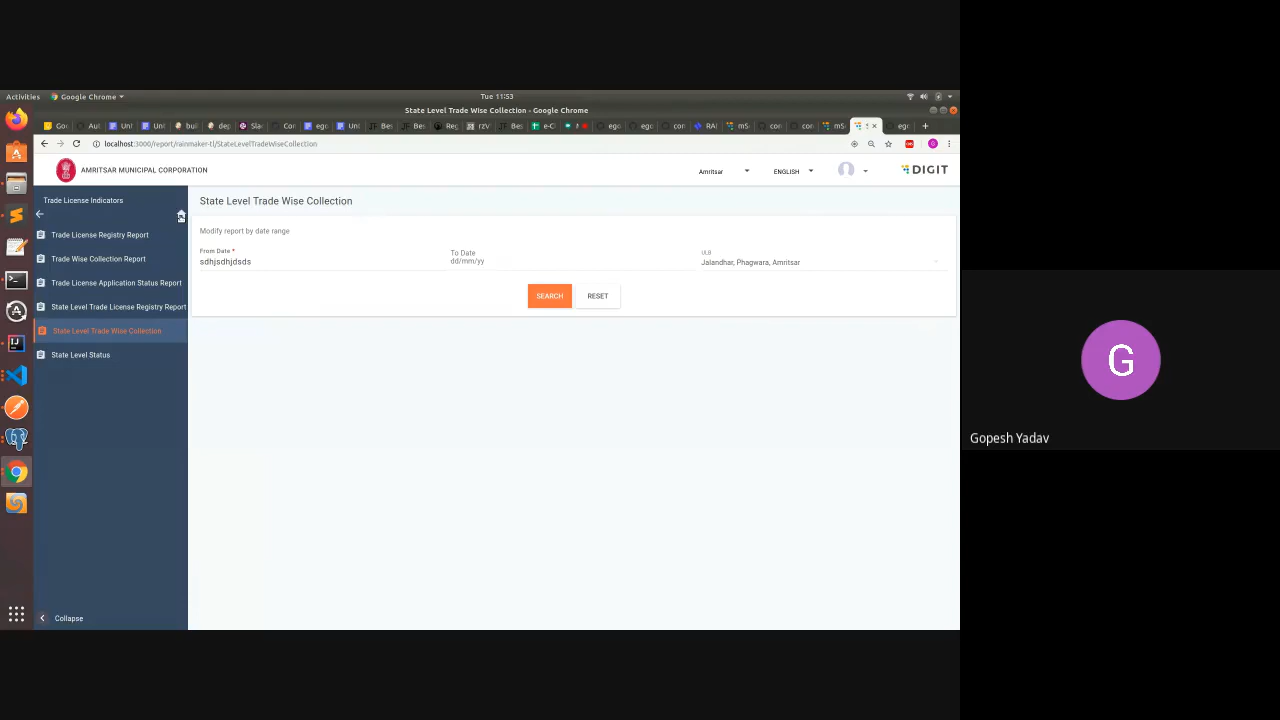 Activities
Google Chrome
Tue 11:53
State Level Trade Wise Collection - Google Chrome
localhost:3000/report/rainmaker-tl/StateLevelTradeWiseCollection
AMRITSAR MUNICIPAL CORPORATION
Amritsar
ENGLISH
DIGIT
Trade License Indicators
Trade License Registry Report
Trade Wise Collection Report
Trade License Application Status Report
State Level Trade License Registry Report
State Level Trade Wise Collection
State Level Status
Collapse
State Level Trade Wise Collection
Modify report by date range
From Date *
sdhjsdhjdsds
To Date
dd/mm/yy
ULB
Jalandhar, Phagwara, Amritsar
SEARCH
RESET
G
Gopesh Yadav